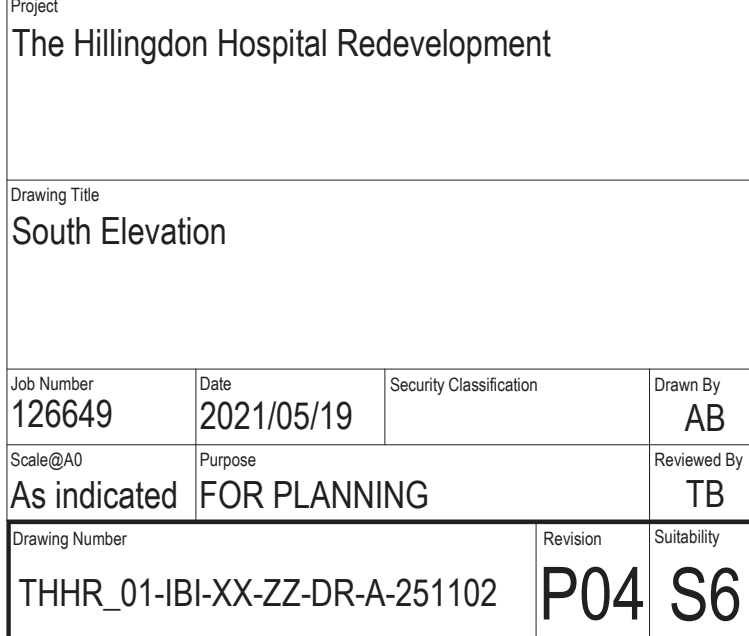 Project
The Hillingdon Hospital Redevelopment
Drawing Title
South Elevation
Job Number
126649
Date
2021/05/19
Security Classification
Drawn By
AB
Scale@A0
As indicated
Purpose
FOR PLANNING
Reviewed By
TB
Drawing Number
THHR_01-IBI-XX-ZZ-DR-A-251102
Revision
P04
Suitability
S6